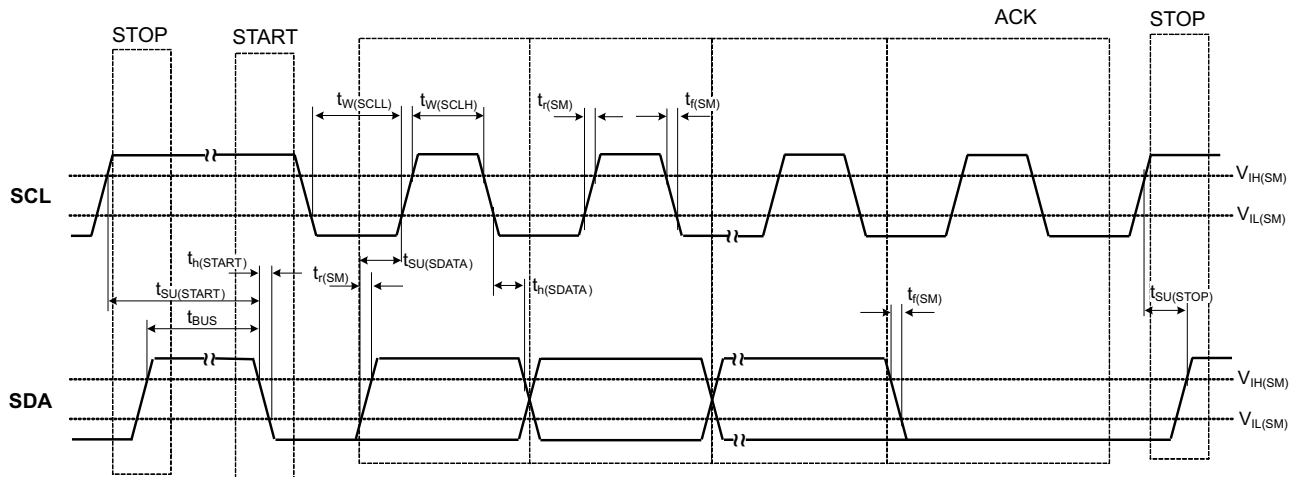 STOP START ACK STOP
tW(SCLL) tW(SCLH) tr(SM) tf(SM)
SCL VIH(SM)
VIL(SM)
th(START) tr(SM) tSU(SDATA)
tSU(START) th(SDATA) tf(SM) tSU(STOP)
tBUS
SDA VIH(SM)
VIL(SM)